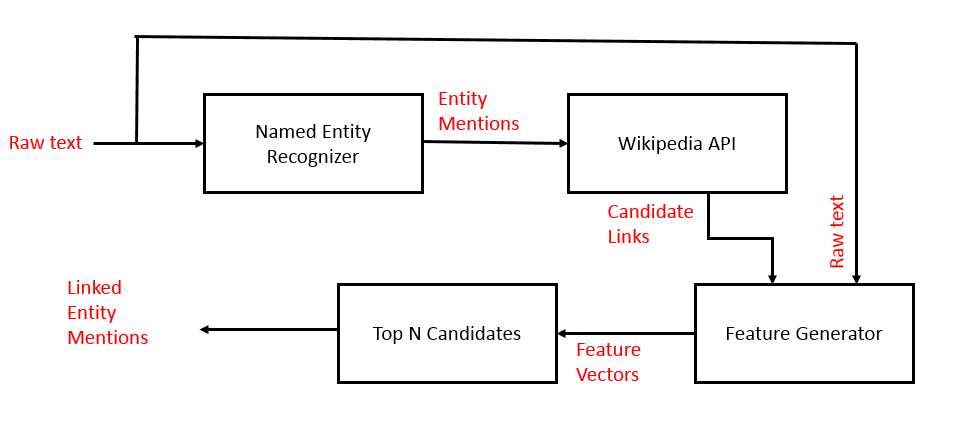 Raw text
Named Entity
Recognizer
Entity
Mentions
Wikipedia API
Candidate
Links
Raw text
Feature Generator
Feature
Vectors
Top N Candidates
Linked
Entity
Mentions